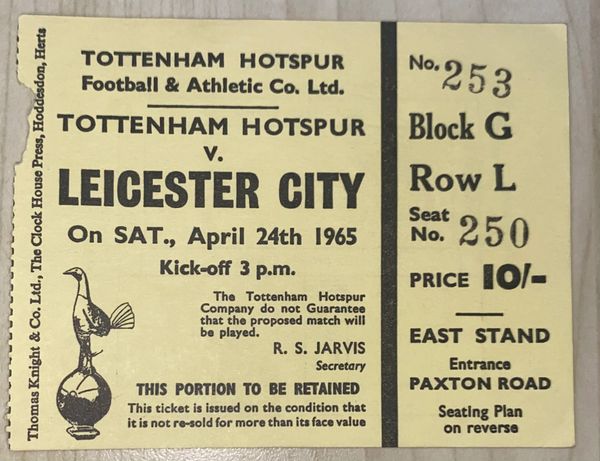 Thomas Knight & Co. Ltd., The Clock House Press, Hoddesdon, Herts
TOTTENHAM HOTSPUR
Football & Athletic Co. Ltd.
TOTTENHAM HOTSPUR
v.
LEICESTER CITY
On SAT., April 24th 1965
Kick-off 3 p.m.
The Tottenham Hotspur
Company do not Guarantee
that the proposed match will
be played.
R. S. JARVIS
Secretary
THIS PORTION TO BE RETAINED
This ticket is issued on the condition that
it is not re-sold for more than its face value
No. 253
Block G
Row L
Seat
No. 250
PRICE 10/-
EAST STAND
Entrance
PAXTON ROAD
Seating Plan
on reverse